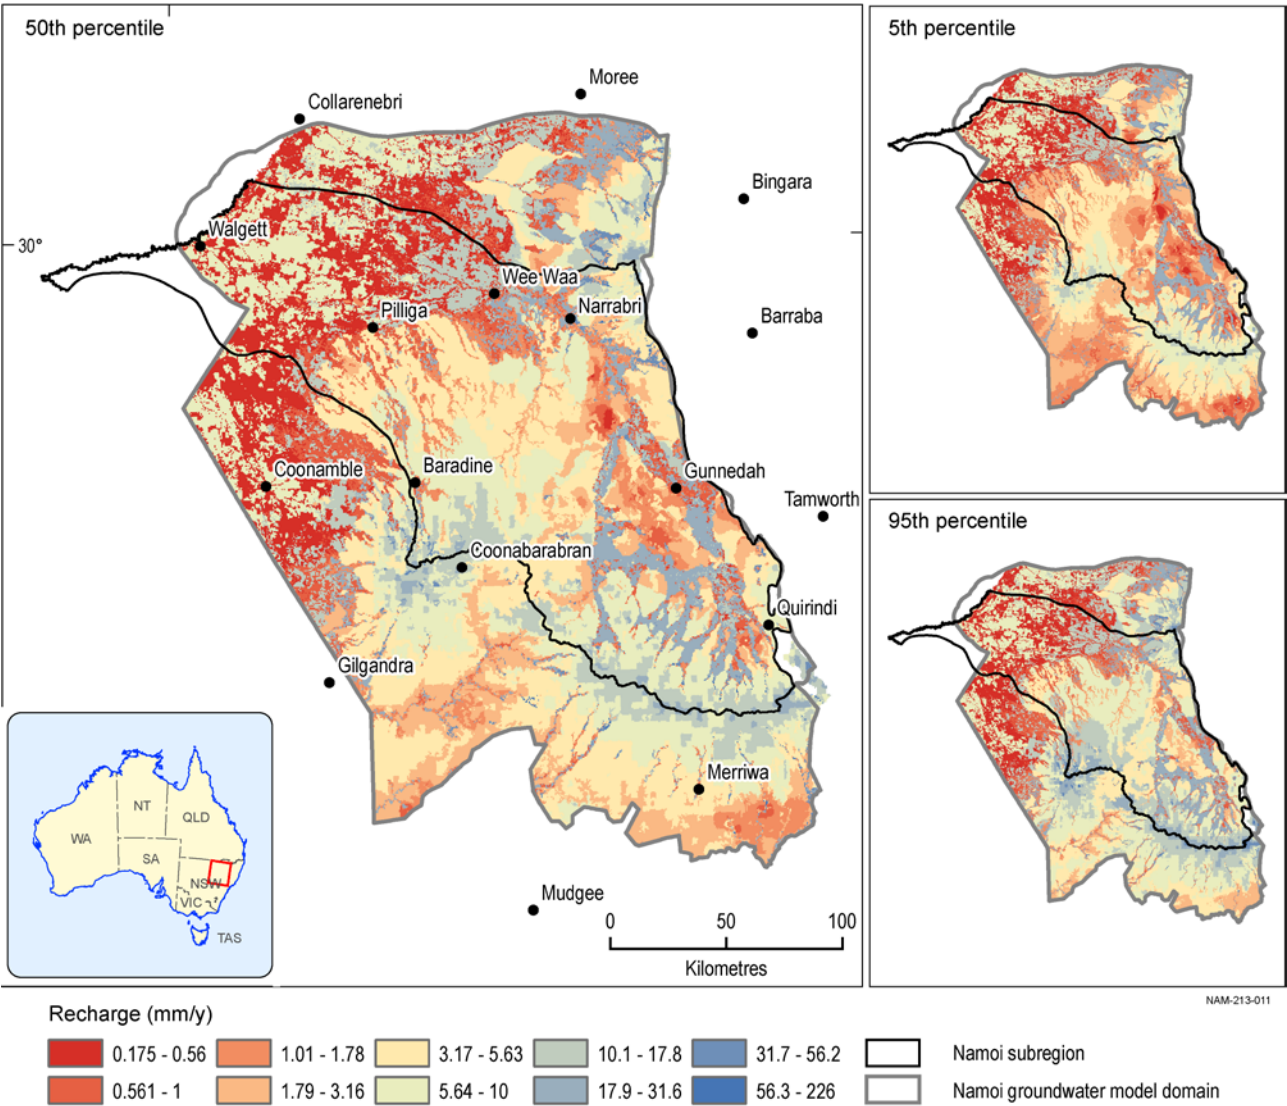 50th percentile
Moree
Collarenebri
Bingara
30°
Walgett
Wee Waa
Pilliga
Narrabri
Barraba
Coonamble
Baradine
Gunnedah
Tamworth
Coonabarabran
Quirindi
Gilgandra
Merriwa
Mudgee
0 50 100
Kilometres
WA
NT
QLD
SA
NSW
VIC
TAS
5th percentile
95th percentile
NAM-213-011
Recharge (mm/y)
0.175 - 0.56
1.01 - 1.78
3.17 - 5.63
10.1 - 17.8
31.7 - 56.2
Namoi subregion
0.561 - 1
1.79 - 3.16
5.64 - 10
17.9 - 31.6
56.3 - 226
Namoi groundwater model domain